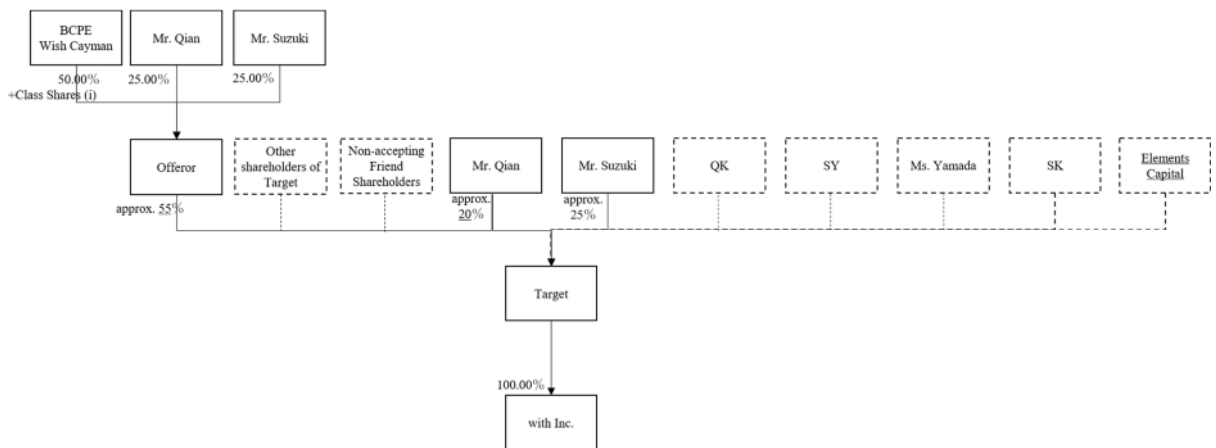 BCPE
Wish Cayman
Mr. Qian
Mr. Suzuki
50.00%
25.00%
25.00%
+Class Shares (i)
Offeror
Other
shareholders of
Target
Non-accepting
Friend
Shareholders
Mr. Qian
Mr. Suzuki
QK
SY
Ms. Yamada
SK
Elements
Capital
approx. 55%
approx.
20%
approx.
25%
Target
100.00%
with Inc.